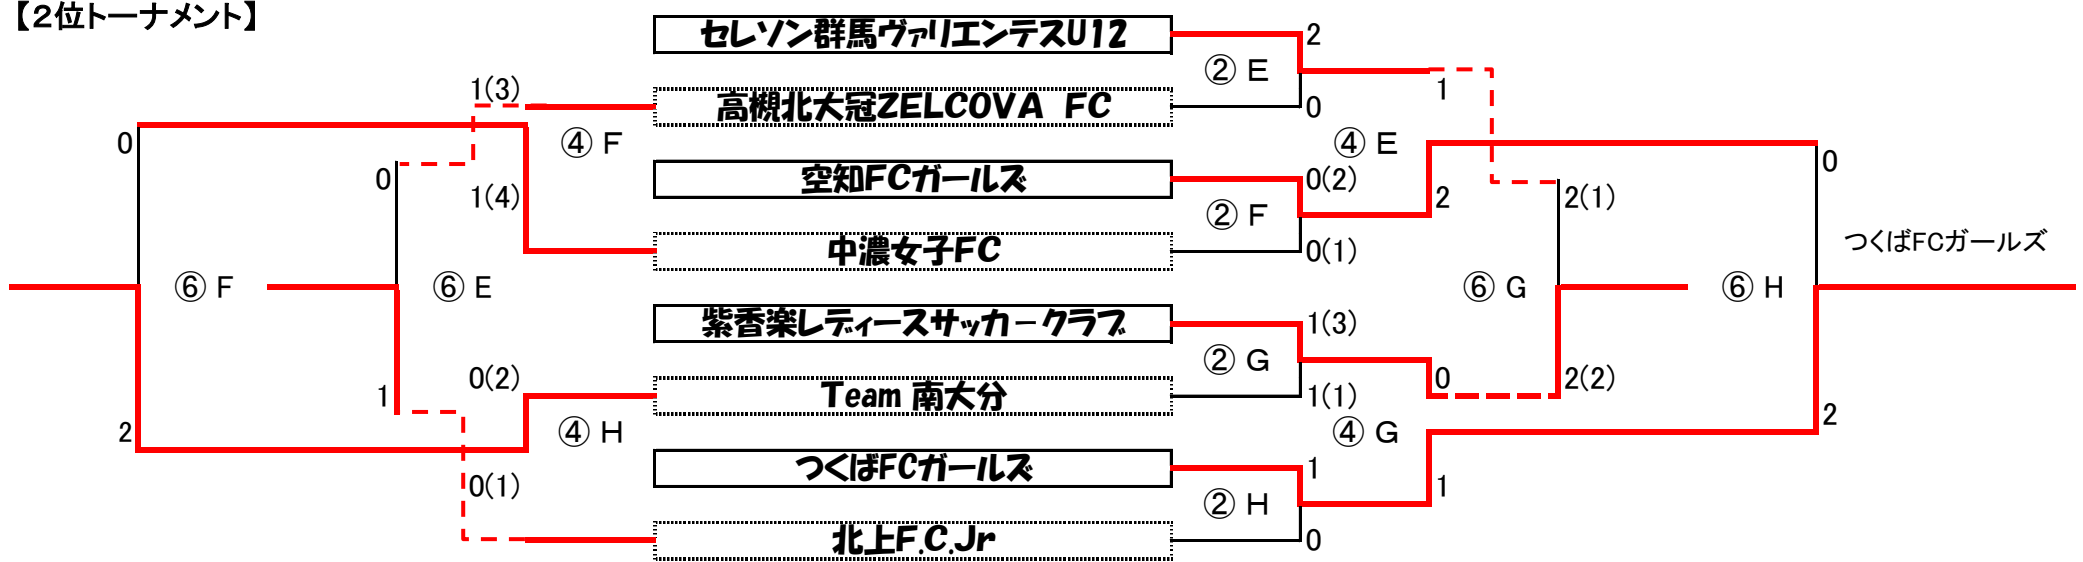 【２位トーナメント】
セレソン群馬ヴァリエンテスU12
2
② E
1(3)
1
高槻北大冠ZELCOVA　FC
0
0
④ F
④ E
0
0
空知FCガールズ
0(2)
1(4)
2
2(1)
② F
中濃女子FC
0(1)
つくばFCガールズ
⑥ F
⑥ E
⑥ G
⑥ H
紫香楽レディースサッカークラブ
1(3)
② G
0(2)
0
2(2)
1
Team 南大分
1(1)
2
2
④ H
④ G
つくばFCガールズ
1
0(1)
1
② H
北上F.C.Jr
0